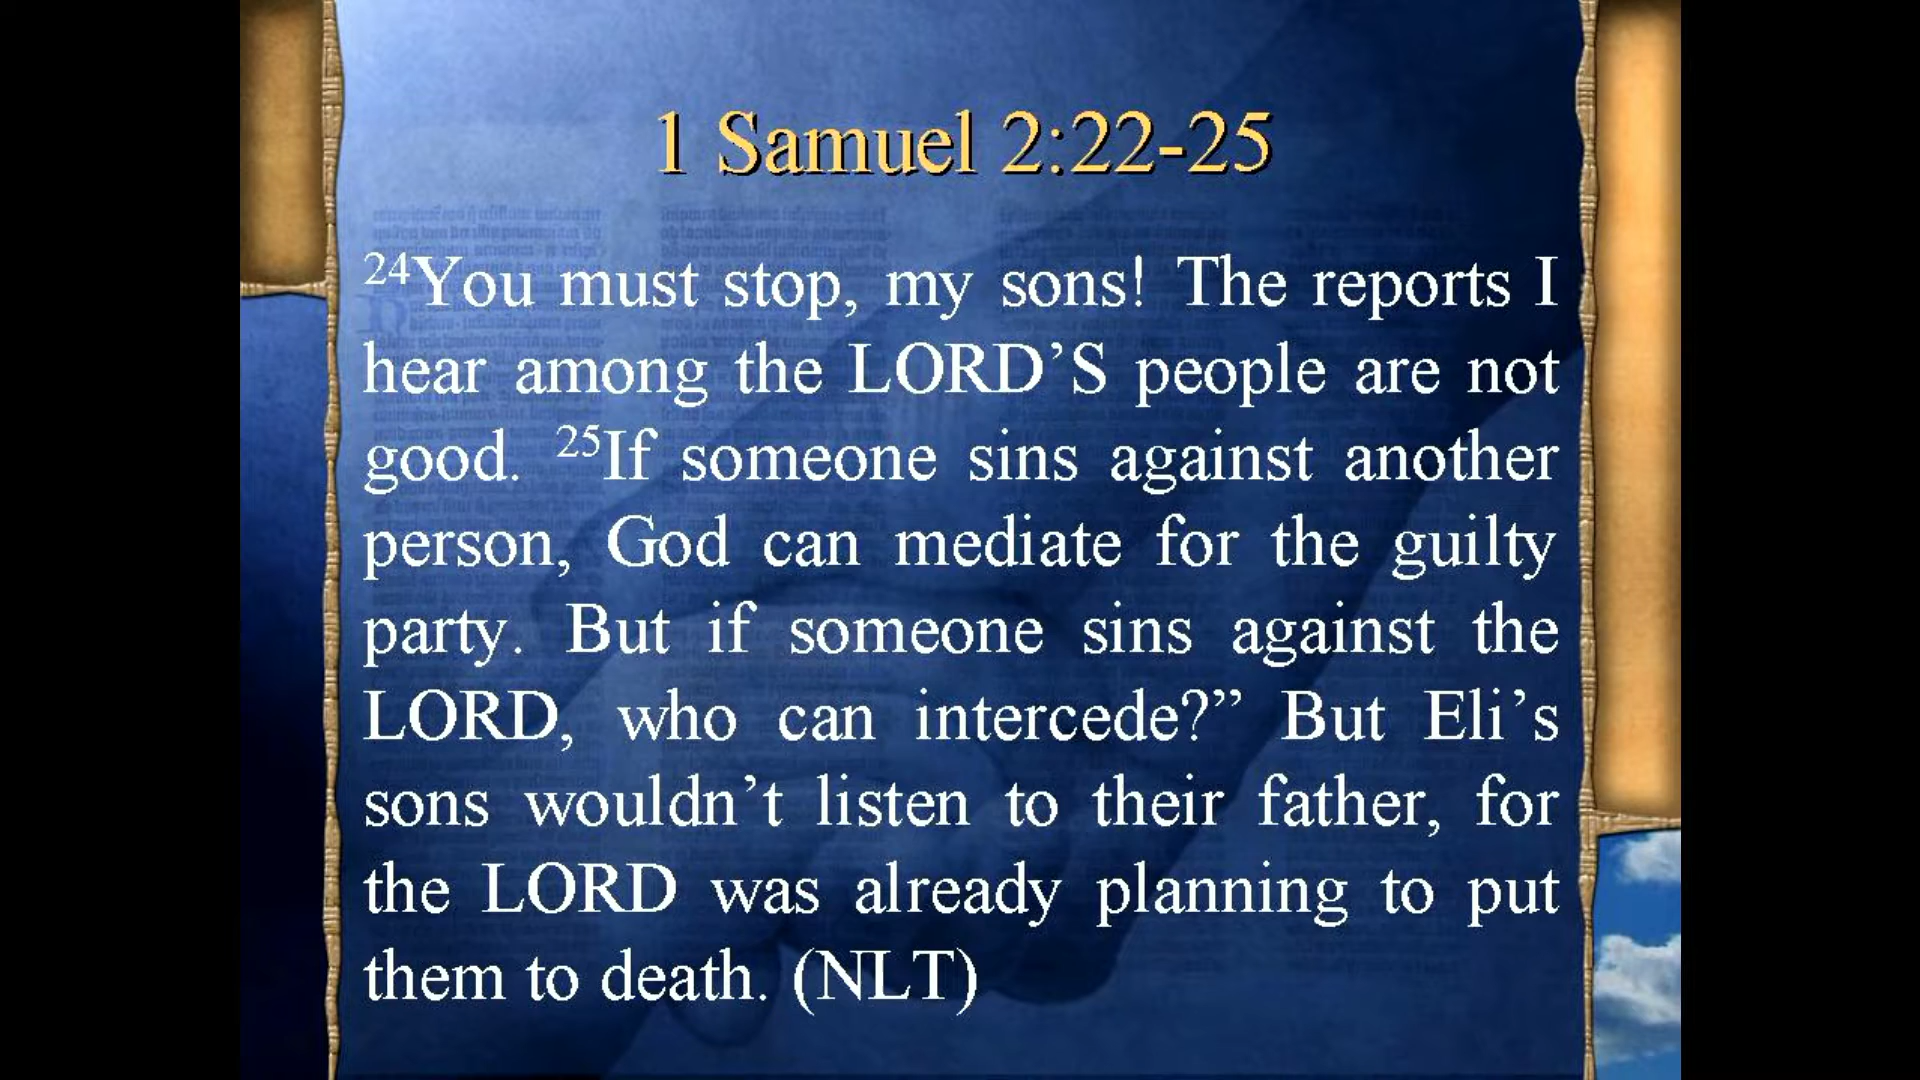 1 Samuel 2:22-25
24You must stop, my sons! The reports I
hear among the LORD’S people are not
good. 25If someone sins against another
person, God can mediate for the guilty
party. But if someone sins against the
LORD, who can intercede?” But Eli’s
sons wouldn’t listen to their father, for
the LORD was already planning to put
them to death. (NLT)